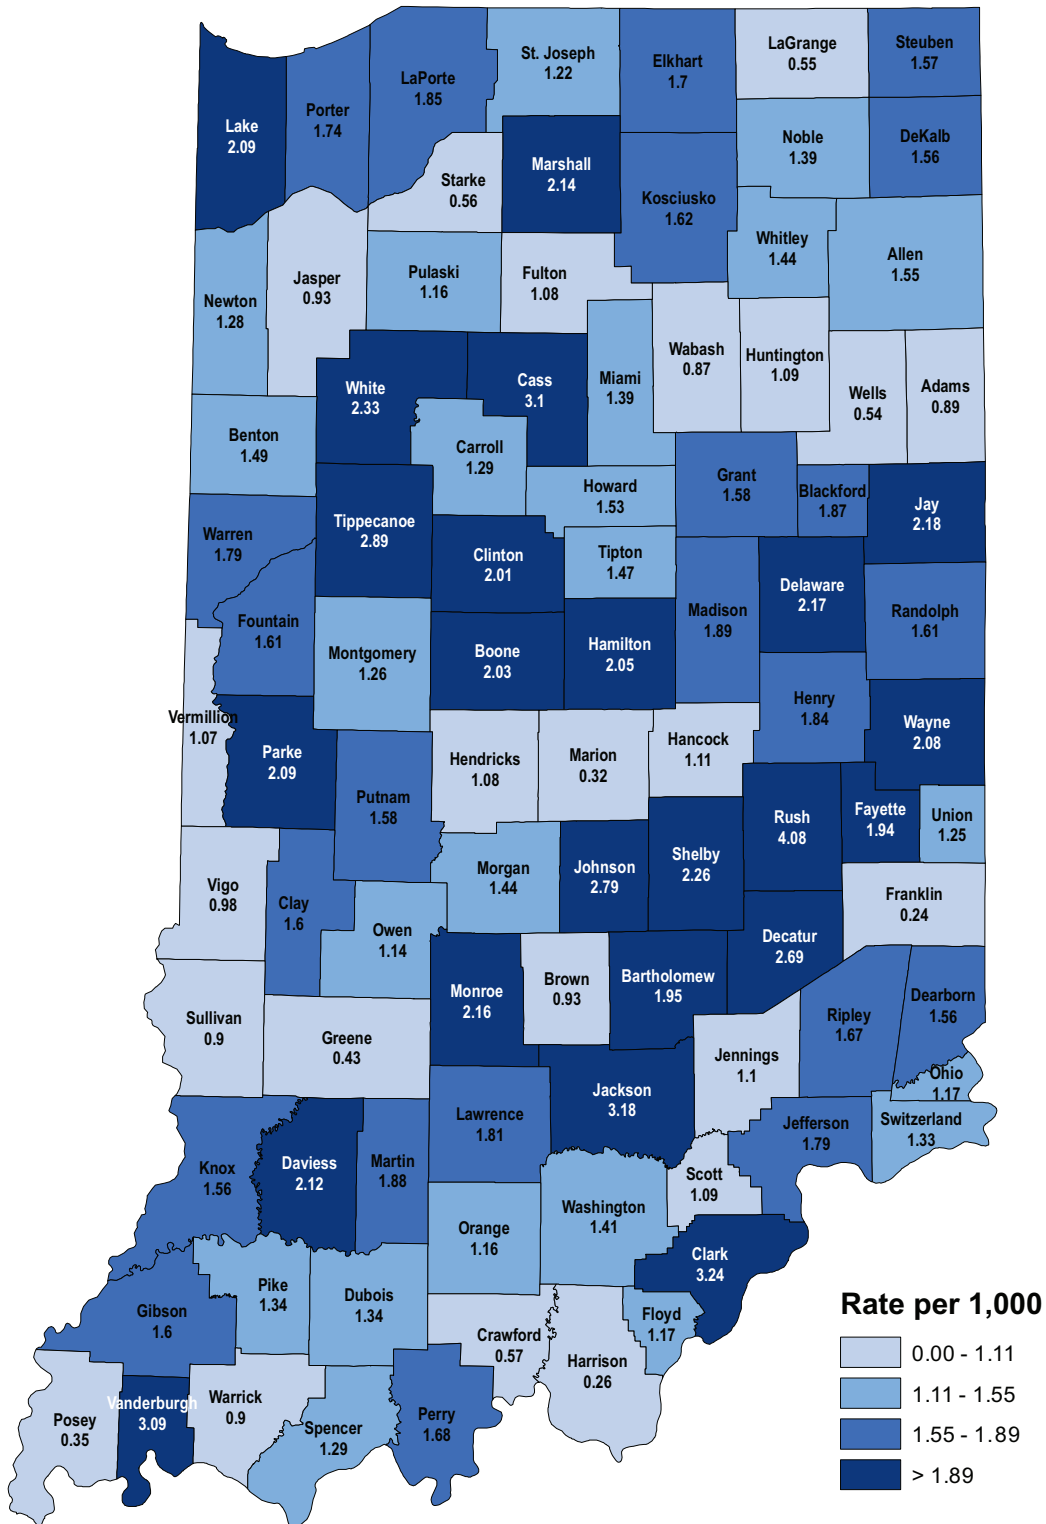 LaGrange
0.55
Steuben
1.57
St. Joseph
1.22
Elkhart
1.7
LaPorte
1.85
Porter
1.74
Lake
2.09
Noble
1.39
DeKalb
1.56
Marshall
2.14
Starke
0.56
Kosciusko
1.62
Whitley
1.44
Allen
1.55
Jasper
0.93
Pulaski
1.16
Fulton
1.08
Newton
1.28
Wabash
0.87
Huntington
1.09
White
2.33
Cass
3.1
Miami
1.39
Wells
0.54
Adams
0.89
Benton
1.49
Carroll
1.29
Grant
1.58
Howard
1.53
Blackford
1.87
Jay
2.18
Warren
1.79
Tippecanoe
2.89
Clinton
2.01
Tipton
1.47
Delaware
2.17
Fountain
1.61
Madison
1.89
Randolph
1.61
Montgomery
1.26
Boone
2.03
Hamilton
2.05
Henry
1.84
Vermillion
1.07
Wayne
2.08
Parke
2.09
Hendricks
1.08
Marion
0.32
Hancock
1.11
Putnam
1.58
Rush
4.08
Fayette
1.94
Union
1.25
Morgan
1.44
Johnson
2.79
Shelby
2.26
Vigo
0.98
Clay
1.6
Franklin
0.24
Owen
1.14
Decatur
2.69
Monroe
2.16
Brown
0.93
Bartholomew
1.95
Dearborn
1.56
Sullivan
0.9
Greene
0.43
Ripley
1.67
Jennings
1.1
Ohio
1.17
Jackson
3.18
Lawrence
1.81
Jefferson
1.79
Switzerland
1.33
Knox
1.56
Daviess
2.12
Martin
1.88
Scott
1.09
Washington
1.41
Orange
1.16
Clark
3.24
Pike
1.34
Dubois
1.34
Gibson
1.6
Floyd
1.17
Crawford
0.57
Harrison
0.26
Vanderburgh
3.09
Warrick
0.9
Posey
0.35
Spencer
1.29
Perry
1.68
Rate per 1,000
0.00 - 1.11
1.11 - 1.55
1.55 - 1.89
> 1.89